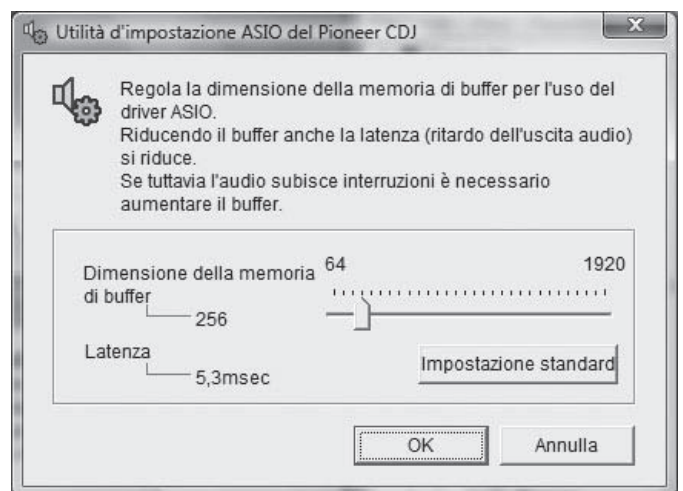 Utilità d'impostazione ASIO del Pioneer CDJ
Regola la dimensione della memoria di buffer per l'uso del
driver ASIO.
Riducendo il buffer anche la latenza (ritardo dell'uscita audio)
si riduce.
Se tuttavia l'audio subisce interruzioni è necessario
aumentare il buffer.
Dimensione della memoria
di buffer
256
64
1920
Latenza
5,3msec
Impostazione standard
OK
Annulla